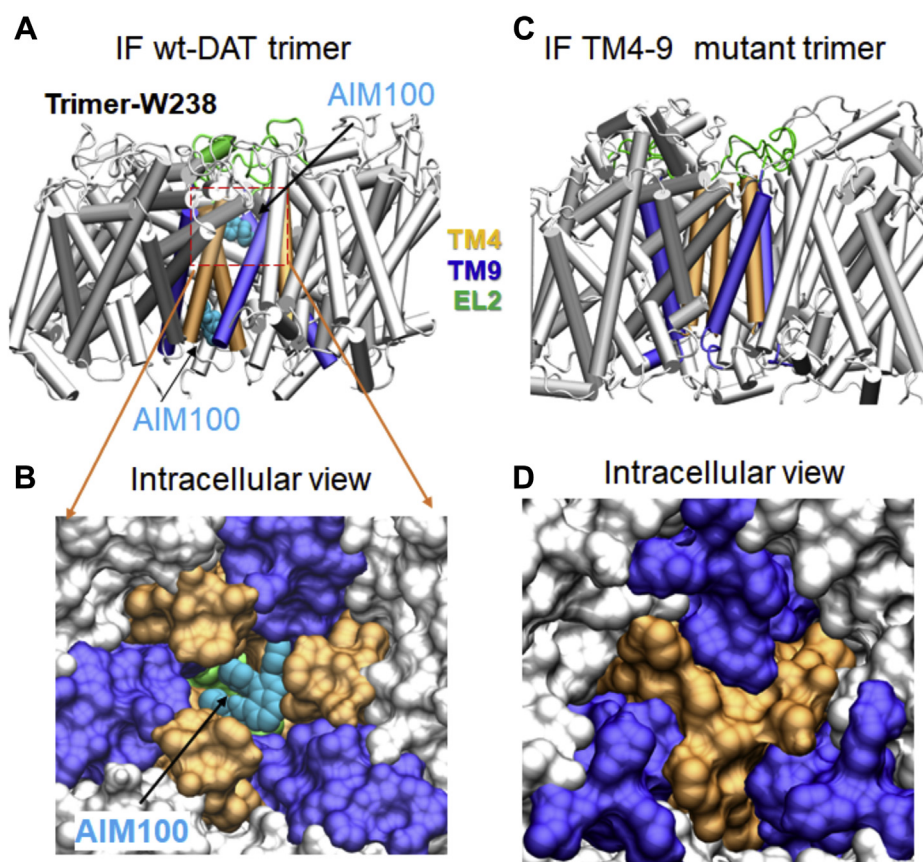 A
IF wt-DAT trimer
Trimer-W238
AIM100
AIM100
TM4
TM9
EL2
C
IF TM4-9 mutant trimer
B
Intracellular view
AIM100
D
Intracellular view